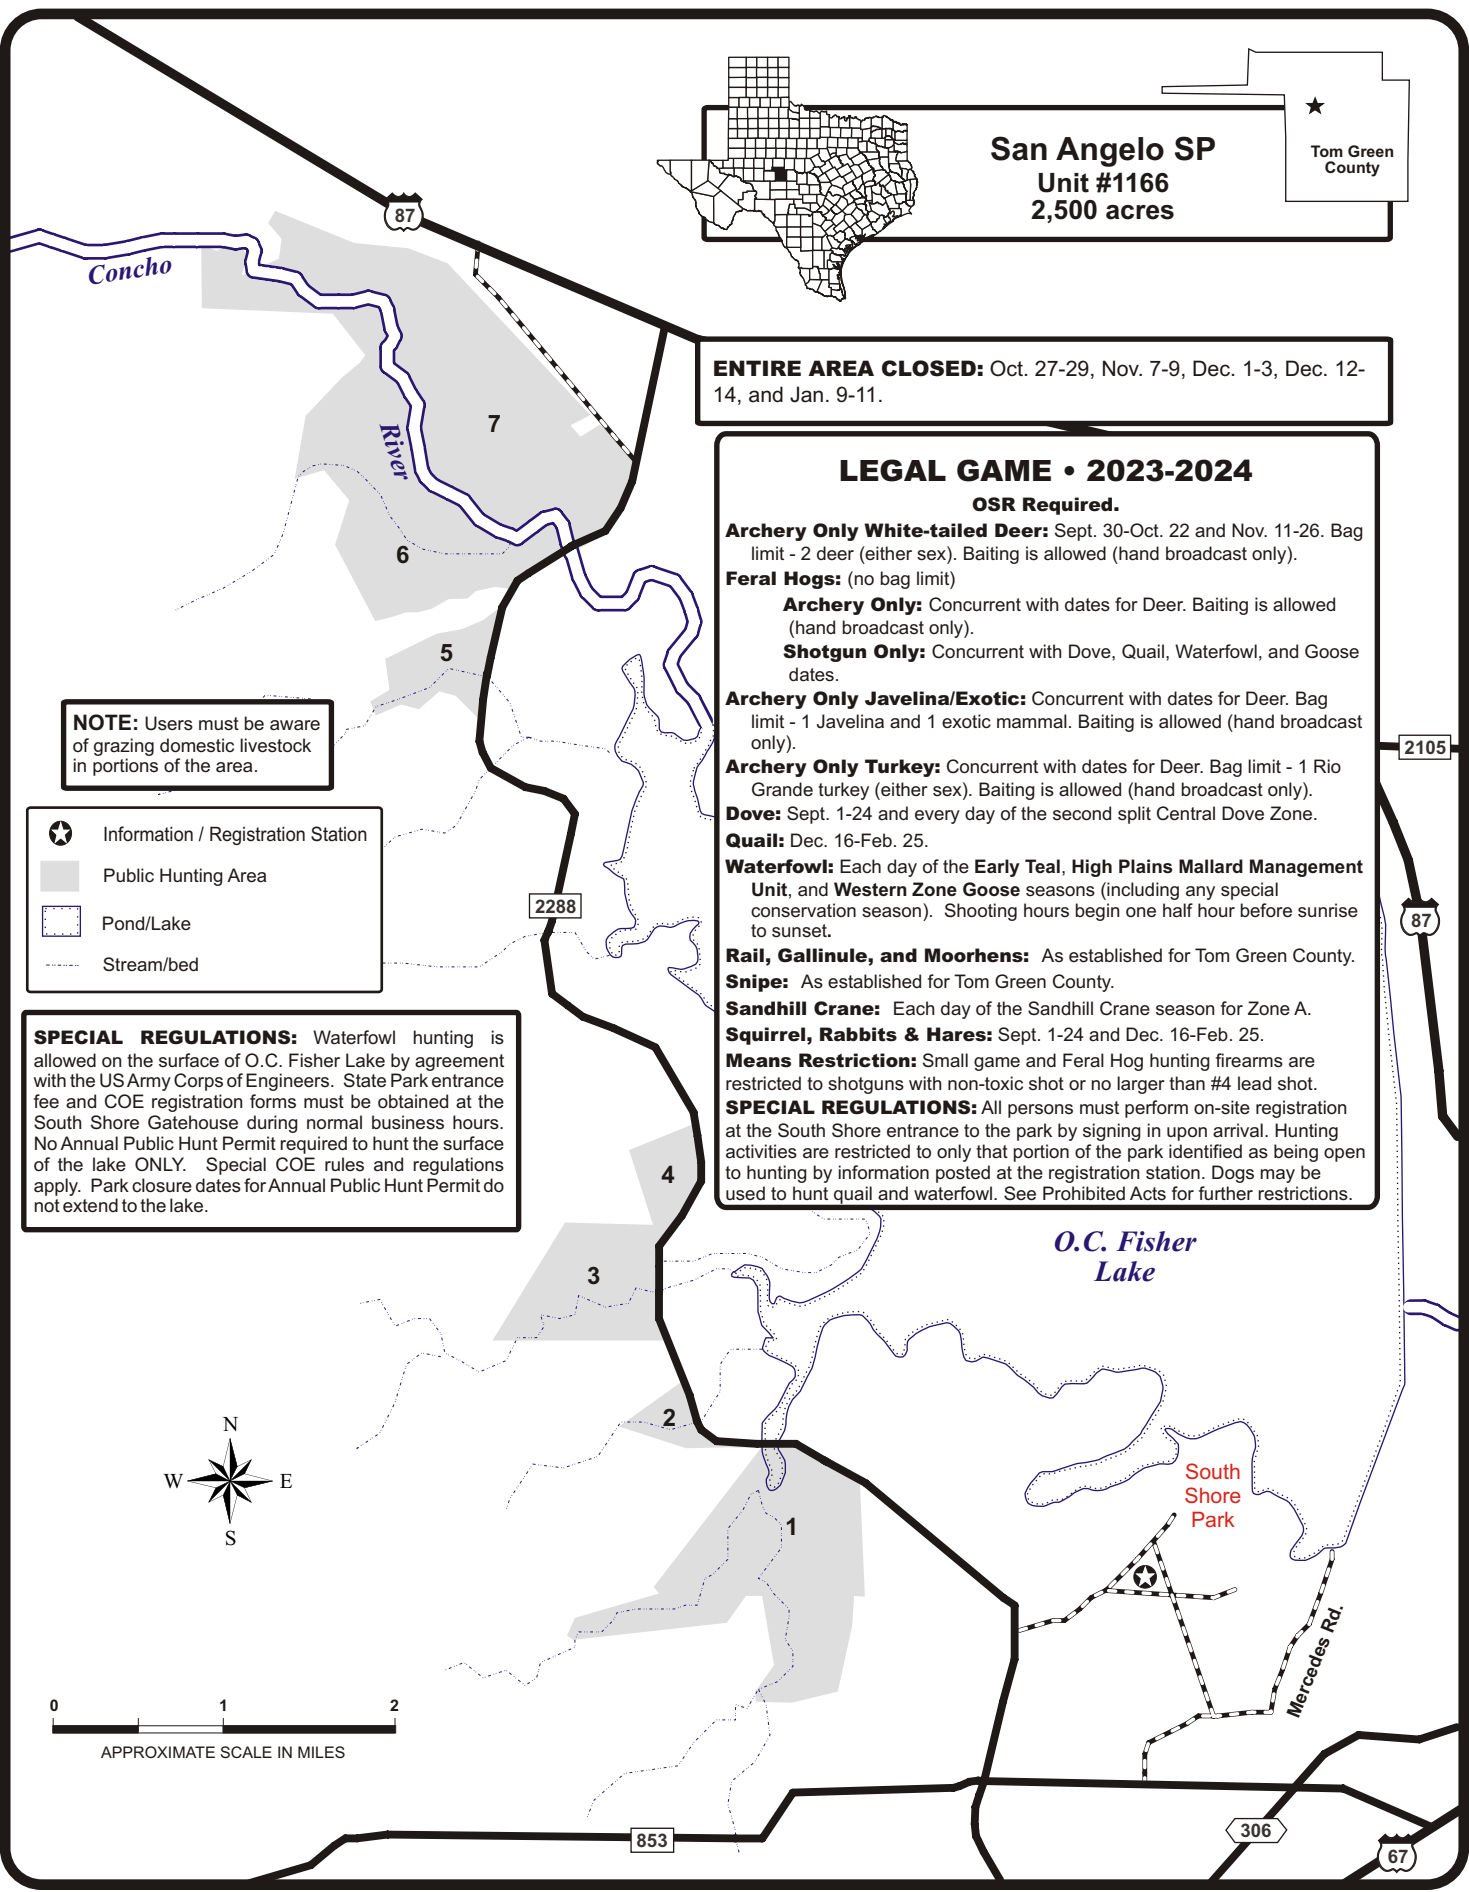 San Angelo SP
Unit #1166
2,500 acres
Tom Green
County
87
Concho
River
ENTIRE AREA CLOSED: Oct. 27-29, Nov. 7-9, Dec. 1-3, Dec. 12-
14, and Jan. 9-11.
7
6
5
LEGAL GAME • 2023-2024
OSR Required.
Archery Only White-tailed Deer: Sept. 30-Oct. 22 and Nov. 11-26. Bag
limit - 2 deer (either sex). Baiting is allowed (hand broadcast only).
Feral Hogs: (no bag limit)
Archery Only: Concurrent with dates for Deer. Baiting is allowed
(hand broadcast only).
Shotgun Only: Concurrent with Dove, Quail, Waterfowl, and Goose
dates.
Archery Only Javelina/Exotic: Concurrent with dates for Deer. Bag
limit - 1 Javelina and 1 exotic mammal. Baiting is allowed (hand broadcast
only).
Archery Only Turkey: Concurrent with dates for Deer. Bag limit - 1 Rio
Grande turkey (either sex). Baiting is allowed (hand broadcast only).
Dove: Sept. 1-24 and every day of the second split Central Dove Zone.
Quail: Dec. 16-Feb. 25.
Waterfowl: Each day of the Early Teal, High Plains Mallard Management
Unit, and Western Zone Goose seasons (including any special
conservation season). Shooting hours begin one half hour before sunrise
to sunset.
Rail, Gallinule, and Moorhens: As established for Tom Green County.
Snipe: As established for Tom Green County.
Sandhill Crane: Each day of the Sandhill Crane season for Zone A.
Squirrel, Rabbits & Hares: Sept. 1-24 and Dec. 16-Feb. 25.
Means Restriction: Small game and Feral Hog hunting firearms are
restricted to shotguns with non-toxic shot or no larger than #4 lead shot.
SPECIAL REGULATIONS: All persons must perform on-site registration
at the South Shore entrance to the park by signing in upon arrival. Hunting
activities are restricted to only that portion of the park identified as being open
to hunting by information posted at the registration station. Dogs may be
used to hunt quail and waterfowl. See Prohibited Acts for further restrictions.
NOTE: Users must be aware
of grazing domestic livestock
in portions of the area.
2105
Information / Registration Station
Public Hunting Area
Pond/Lake
Stream/bed
2288
87
SPECIAL REGULATIONS: Waterfowl hunting is
allowed on the surface of O.C. Fisher Lake by agreement
with the US Army Corps of Engineers. State Park entrance
fee and COE registration forms must be obtained at the
South Shore Gatehouse during normal business hours.
No Annual Public Hunt Permit required to hunt the surface
of the lake ONLY. Special COE rules and regulations
apply. Park closure dates for Annual Public Hunt Permit do
not extend to the lake.
4
3
2
1
O.C. Fisher
Lake
N
W E
S
South
Shore
Park
Mercedes Rd.
0 1 2
APPROXIMATE SCALE IN MILES
853
306
67